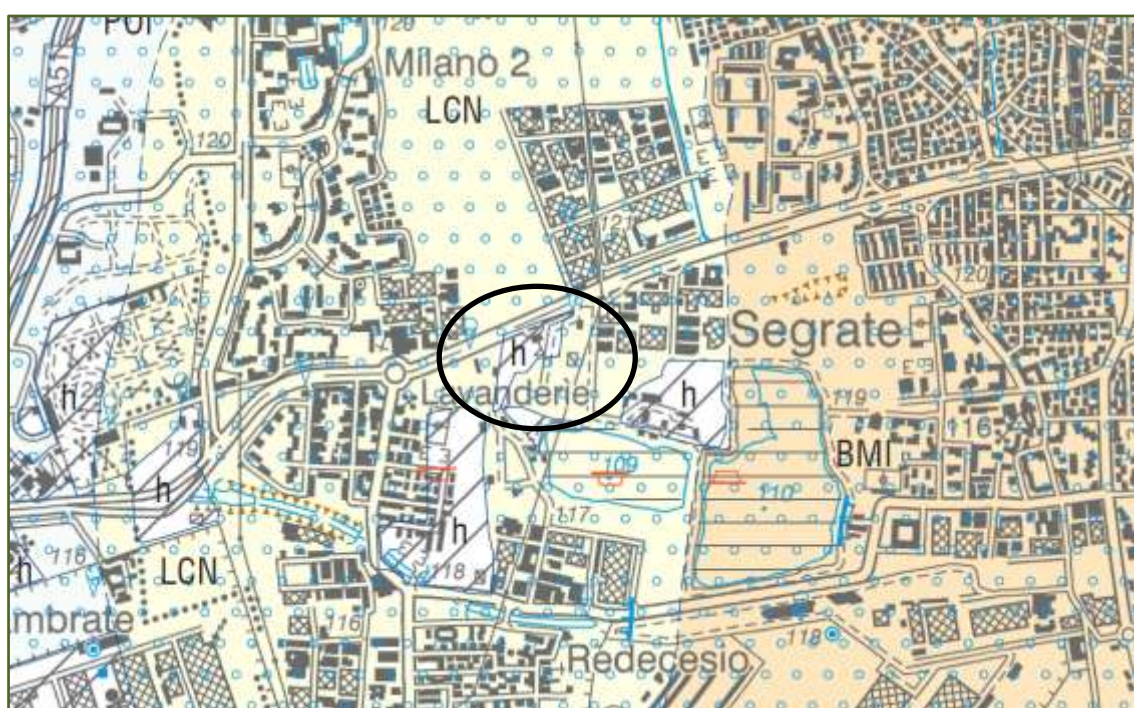 POI
A51
120
Milano 2
LCN
120
Segrate
h
Lavanderie
h
h
119
h
119
116
BMI
109
110
117
h
116
h
LCN
118
116
mbrate
Redecesio
118